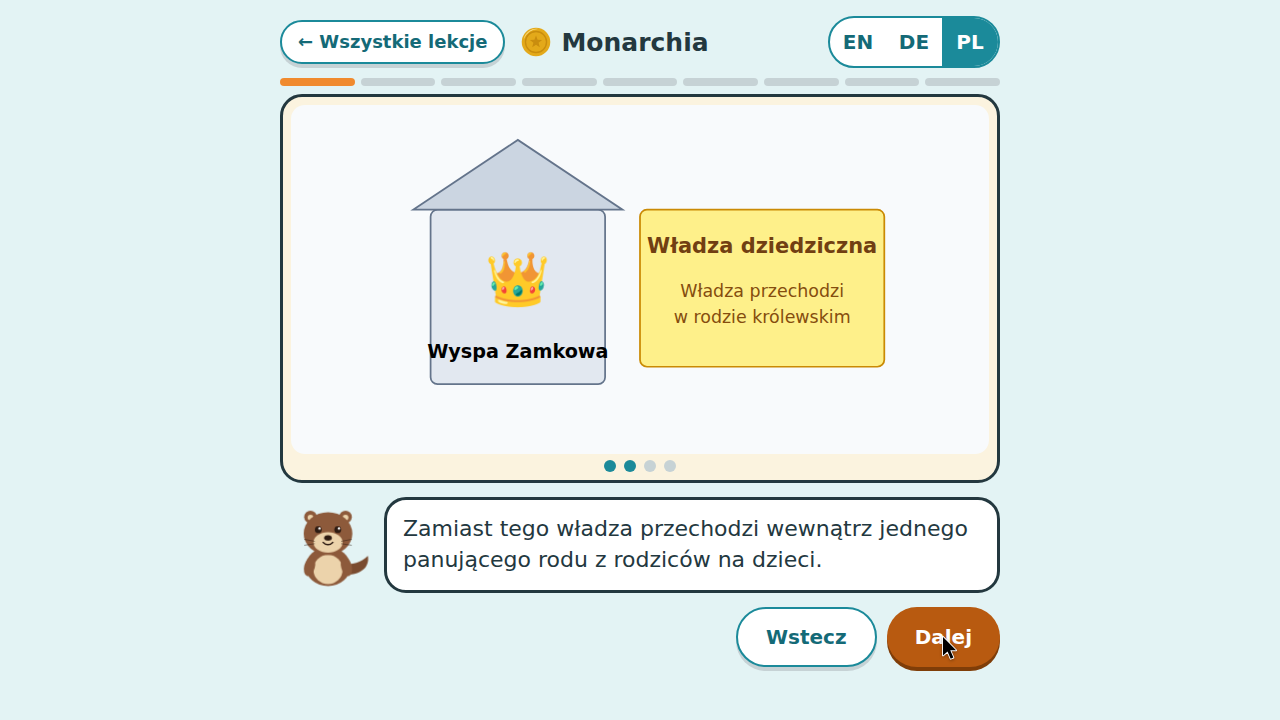 ← Wszystkie lekcje
Monarchia
EN DE PL
Władza dziedziczna
Władza przechodzi
w rodzie królewskim
Wyspa Zamkowa
Zamiast tego władza przechodzi wewnątrz jednego
panującego rodu z rodziców na dzieci.
Wstecz
Dalej